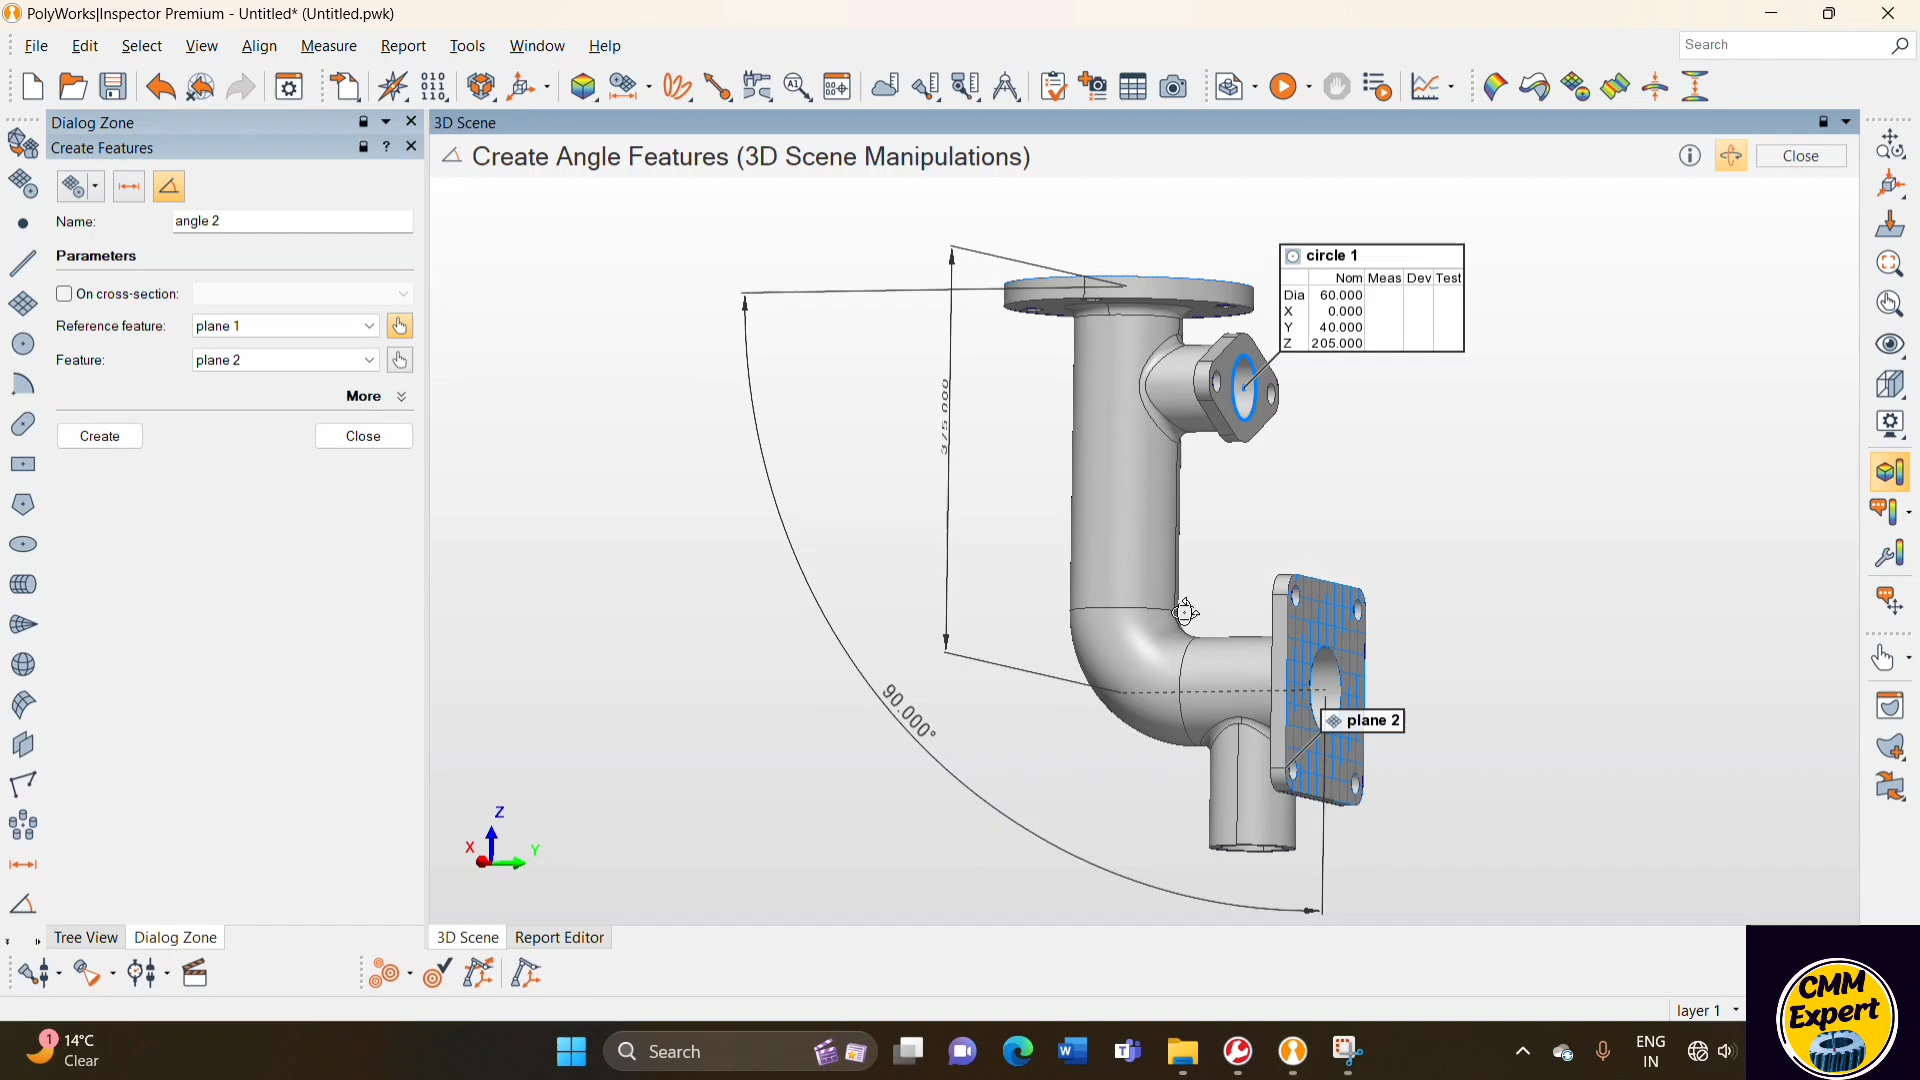 PolyWorks|Inspector Premium - Untitled* (Untitled.pwk)
File Edit Select View Align Measure Report Tools Window Help
Search
Dialog Zone
3D Scene
Create Features
Create Angle Features (3D Scene Manipulations)
Close
Name: angle 2
Parameters
On cross-section:
Reference feature: plane 1
Feature: plane 2
More
Create Close
circle 1
Nom Meas Dev Test
Dia 60.000
X 0.000
Y 40.000
Z 205.000
375.000
90.000°
plane 2
Z
X
Y
Tree View Dialog Zone
3D Scene Report Editor
layer 1
CMM
Expert
1
14°C
Clear
Search
ENG
IN